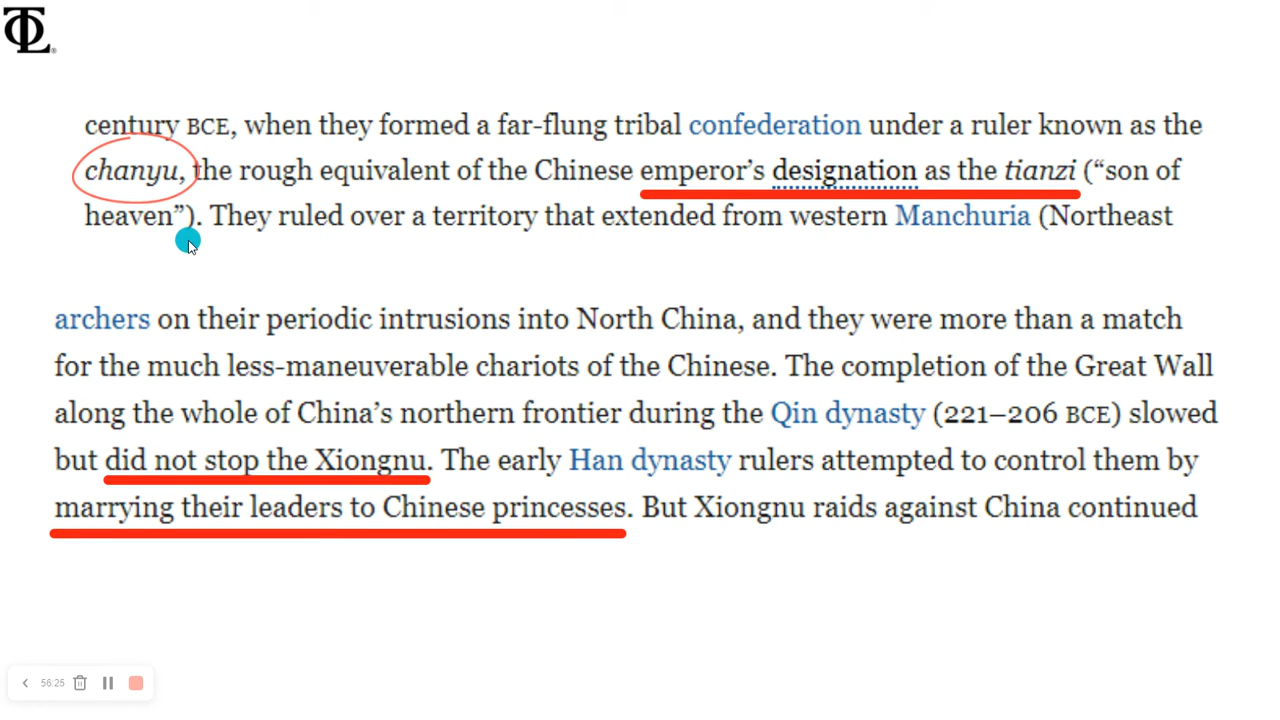 TOL®
century BCE, when they formed a far-flung tribal confederation under a ruler known as the
chanyu, the rough equivalent of the Chinese emperor’s designation as the tianzi (“son of
heaven”). They ruled over a territory that extended from western Manchuria (Northeast
archers on their periodic intrusions into North China, and they were more than a match
for the much less-maneuverable chariots of the Chinese. The completion of the Great Wall
along the whole of China’s northern frontier during the Qin dynasty (221–206 BCE) slowed
but did not stop the Xiongnu. The early Han dynasty rulers attempted to control them by
marrying their leaders to Chinese princesses. But Xiongnu raids against China continued
56:25